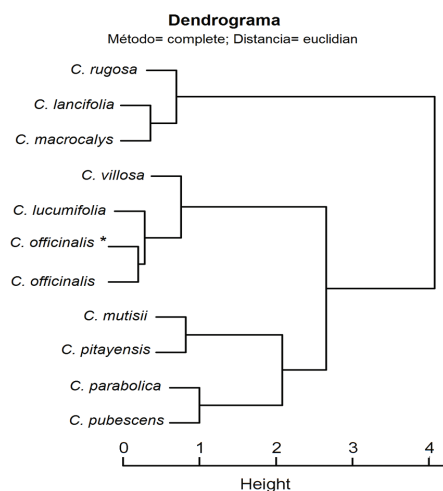 Dendrograma
Método= complete; Distancia= euclidian
C. rugosa
C. lancifolia
C. macrocalys
C. villosa
C. lucumifolia
C. officinalis *
C. officinalis
C. mutisii
C. pitayensis
C. parabolica
C. pubescens
0 1 2 3 4
Height